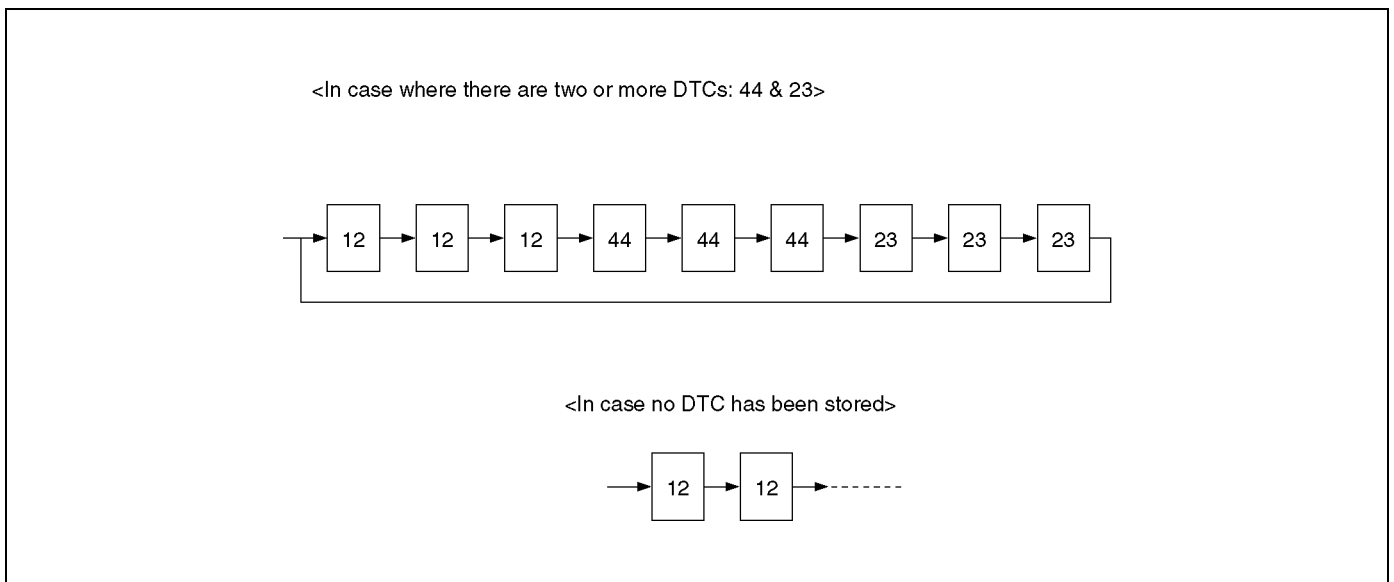 <In case where there are two or more DTCs: 44 & 23>
12 12 12 44 44 44 23 23 23
<In case no DTC has been stored>
12 12